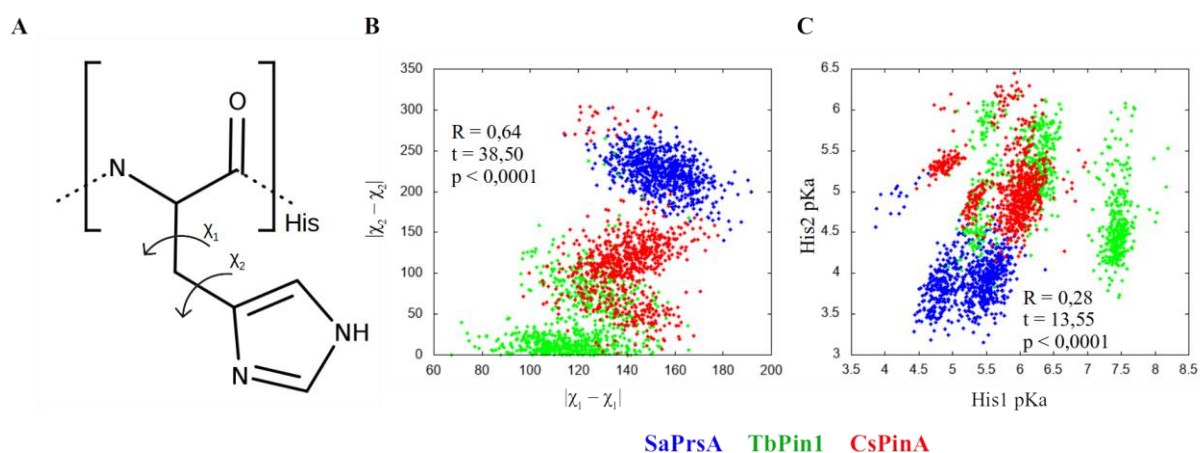 A
N
O
His
χ₁
χ₂
NH
N
B
|χ₂ – χ₂|
350
300
250
200
150
100
50
0
R = 0,64
t = 38,50
p < 0,0001
60 80 100 120 140 160 180 200
|χ₁ – χ₁|
C
His2 pKa
6.5
6
5.5
5
4.5
4
3.5
3
R = 0,28
t = 13,55
p < 0,0001
3.5 4 4.5 5 5.5 6 6.5 7 7.5 8 8.5
His1 pKa
SaPrsA TbPin1 CsPinA